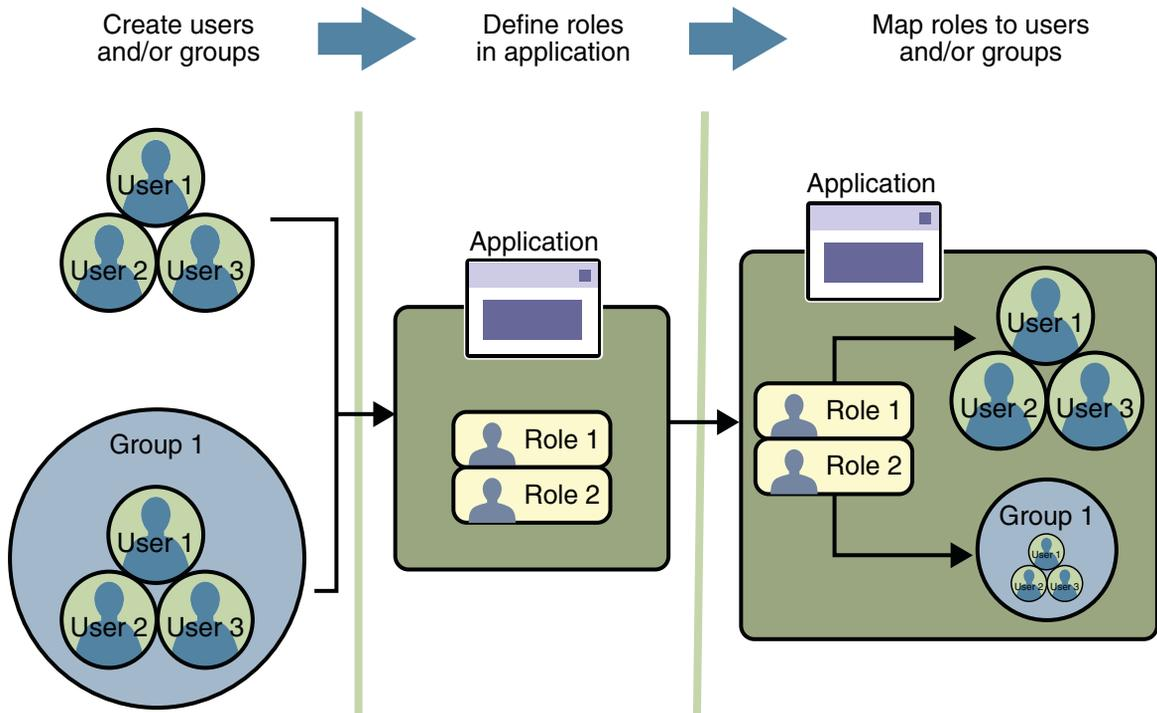 Create users
and/or groups
Define roles
in application
Map roles to users
and/or groups
User 1
User 2
User 3
Group 1
User 1
User 2
User 3
Application
Role 1
Role 2
Application
Role 1
Role 2
User 1
User 2
User 3
Group 1
User 1
User 2
User 3